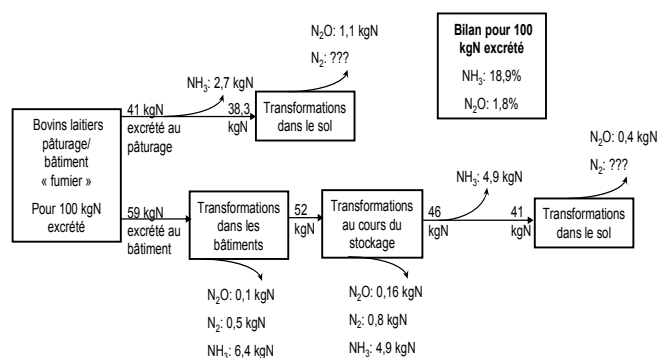 Bovins laitiers
pâturage/
bâtiment
« fumier »
Pour 100 kgN
excrété
41 kgN
excrété au
pâturage
NH₃: 2,7 kgN
38,3
kgN
Transformations
dans le sol
N₂O: 1,1 kgN
N₂: ???
Bilan pour 100
kgN excrété
NH₃: 18,9%
N₂O: 1,8%
59 kgN
excrété au
bâtiment
Transformations
dans les
bâtiments
N₂O: 0,1 kgN
N₂: 0,5 kgN
NH₃: 6,4 kgN
52
kgN
Transformations
au cours du
stockage
N₂O: 0,16 kgN
N₂: 0,8 kgN
NH₃: 4,9 kgN
46
kgN
NH₃: 4,9 kgN
41
kgN
Transformations
dans le sol
N₂O: 0,4 kgN
N₂: ???